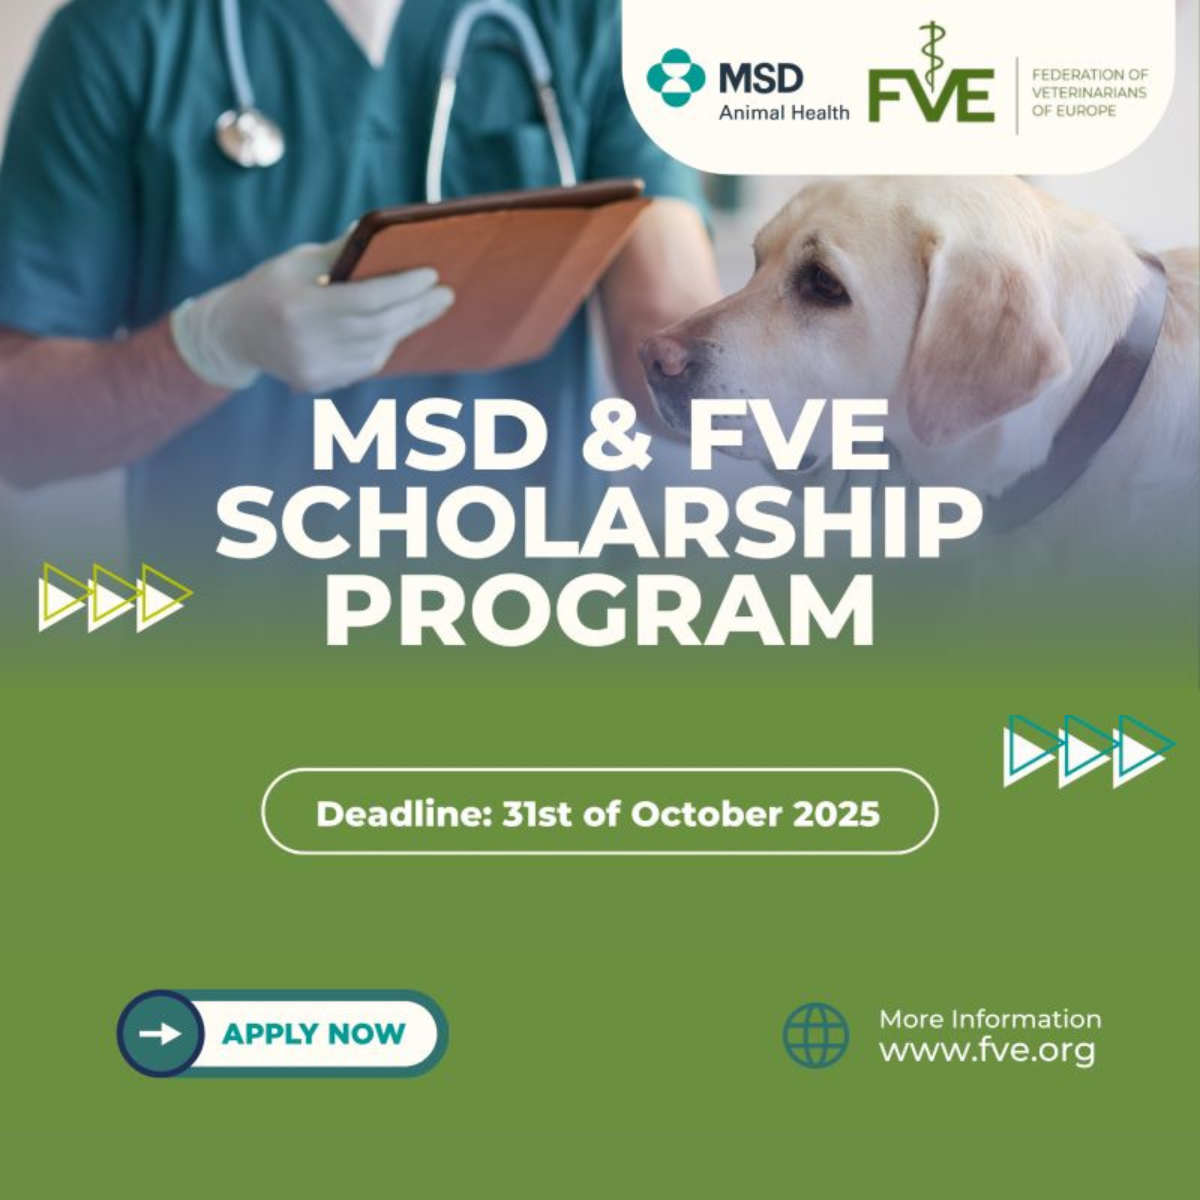 MSD
Animal Health
FVE
FEDERATION OF
VETERINARIANS
OF EUROPE
MSD & FVE
SCHOLARSHIP
PROGRAM
Deadline: 31st of October 2025
APPLY NOW
More Information
www.fve.org